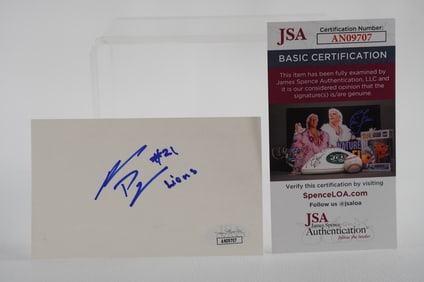 #21
Lions
AN09707
JSA
Certification Number:
AN09707
BASIC CERTIFICATION
This item has been fully examined by
James Spence Authentication, LLC and it
is our considered opinion that the
signature(s) is/are genuine.
Verify this certification by visiting
SpenceLOA.com
Follow us @jsaloa
JSA
James Spence
Authentication